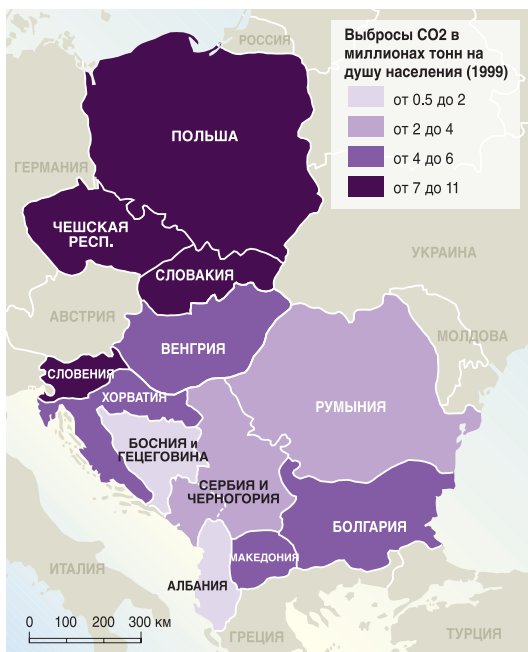 Выбросы CO2 в
миллионах тонн на
душу населения (1999)
от 0.5 до 2
от 2 до 4
от 4 до 6
от 7 до 11
РОССИЯ
ПОЛЬША
ГЕРМАНИЯ
ЧЕШСКАЯ
РЕСП.
СЛОВАКИЯ
УКРАИНА
АВСТРИЯ
ВЕНГРИЯ
МОЛДОВА
СЛОВЕНИЯ
ХОРВАТИЯ
РУМЫНИЯ
БОСНИЯ и
ГЕЦЕГОВИНА
СЕРБИЯ И
ЧЕРНОГОРИЯ
БОЛГАРИЯ
МАКЕДОНИЯ
ИТАЛИЯ
АЛБАНИЯ
ГРЕЦИЯ
ТУРЦИЯ
0 100 200 300 км